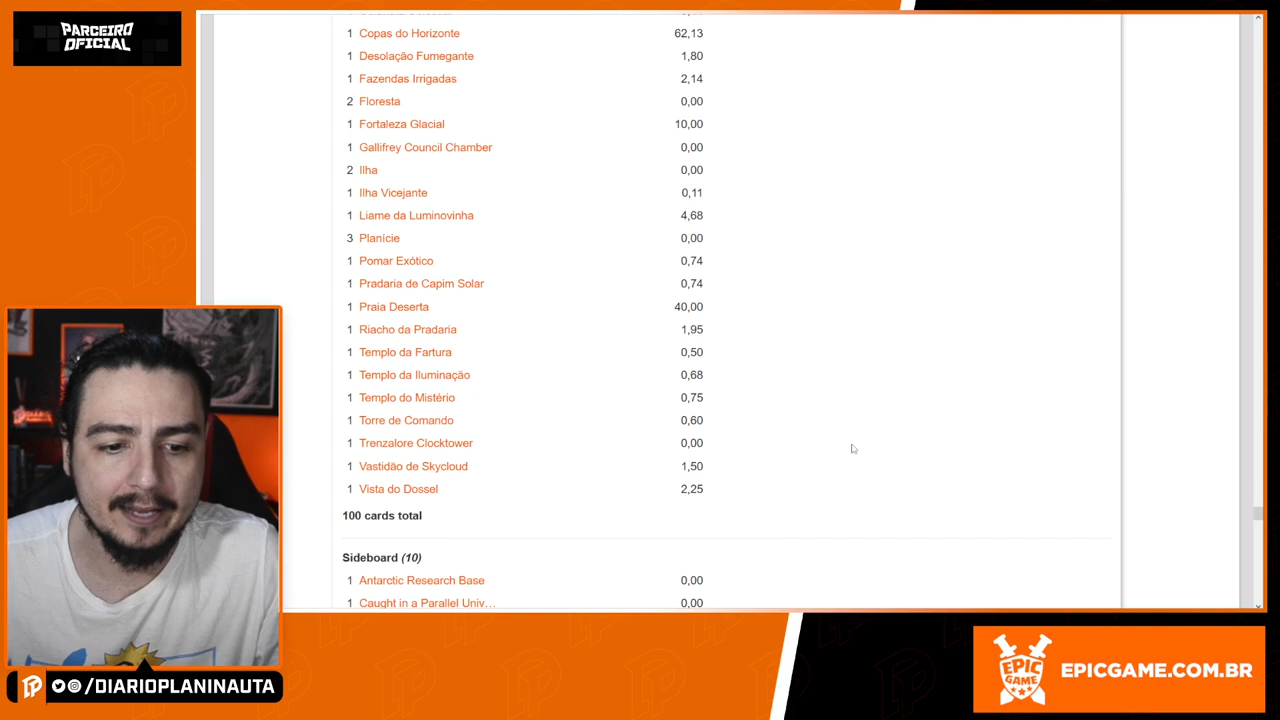 PARCEIRO
OFICIAL
1 Copas do Horizonte 62,13
1 Desolação Fumegante 1,80
1 Fazendas Irrigadas 2,14
2 Floresta 0,00
1 Fortaleza Glacial 10,00
1 Gallifrey Council Chamber 0,00
2 Ilha 0,00
1 Ilha Vicejante 0,11
1 Liame da Luminovinha 4,68
3 Planície 0,00
1 Pomar Exótico 0,74
1 Pradaria de Capim Solar 0,74
1 Praia Deserta 40,00
1 Riacho da Pradaria 1,95
1 Templo da Fartura 0,50
1 Templo da Iluminação 0,68
1 Templo do Mistério 0,75
1 Torre de Comando 0,60
1 Trenzalore Clocktower 0,00
1 Vastidão de Skycloud 1,50
1 Vista do Dossel 2,25
100 cards total
Sideboard (10)
1 Antarctic Research Base 0,00
1 Caught in a Parallel Univ… 0,00
/DIARIOPLANINAUTA
EPIC
GAME
EPICGAME.COM.BR